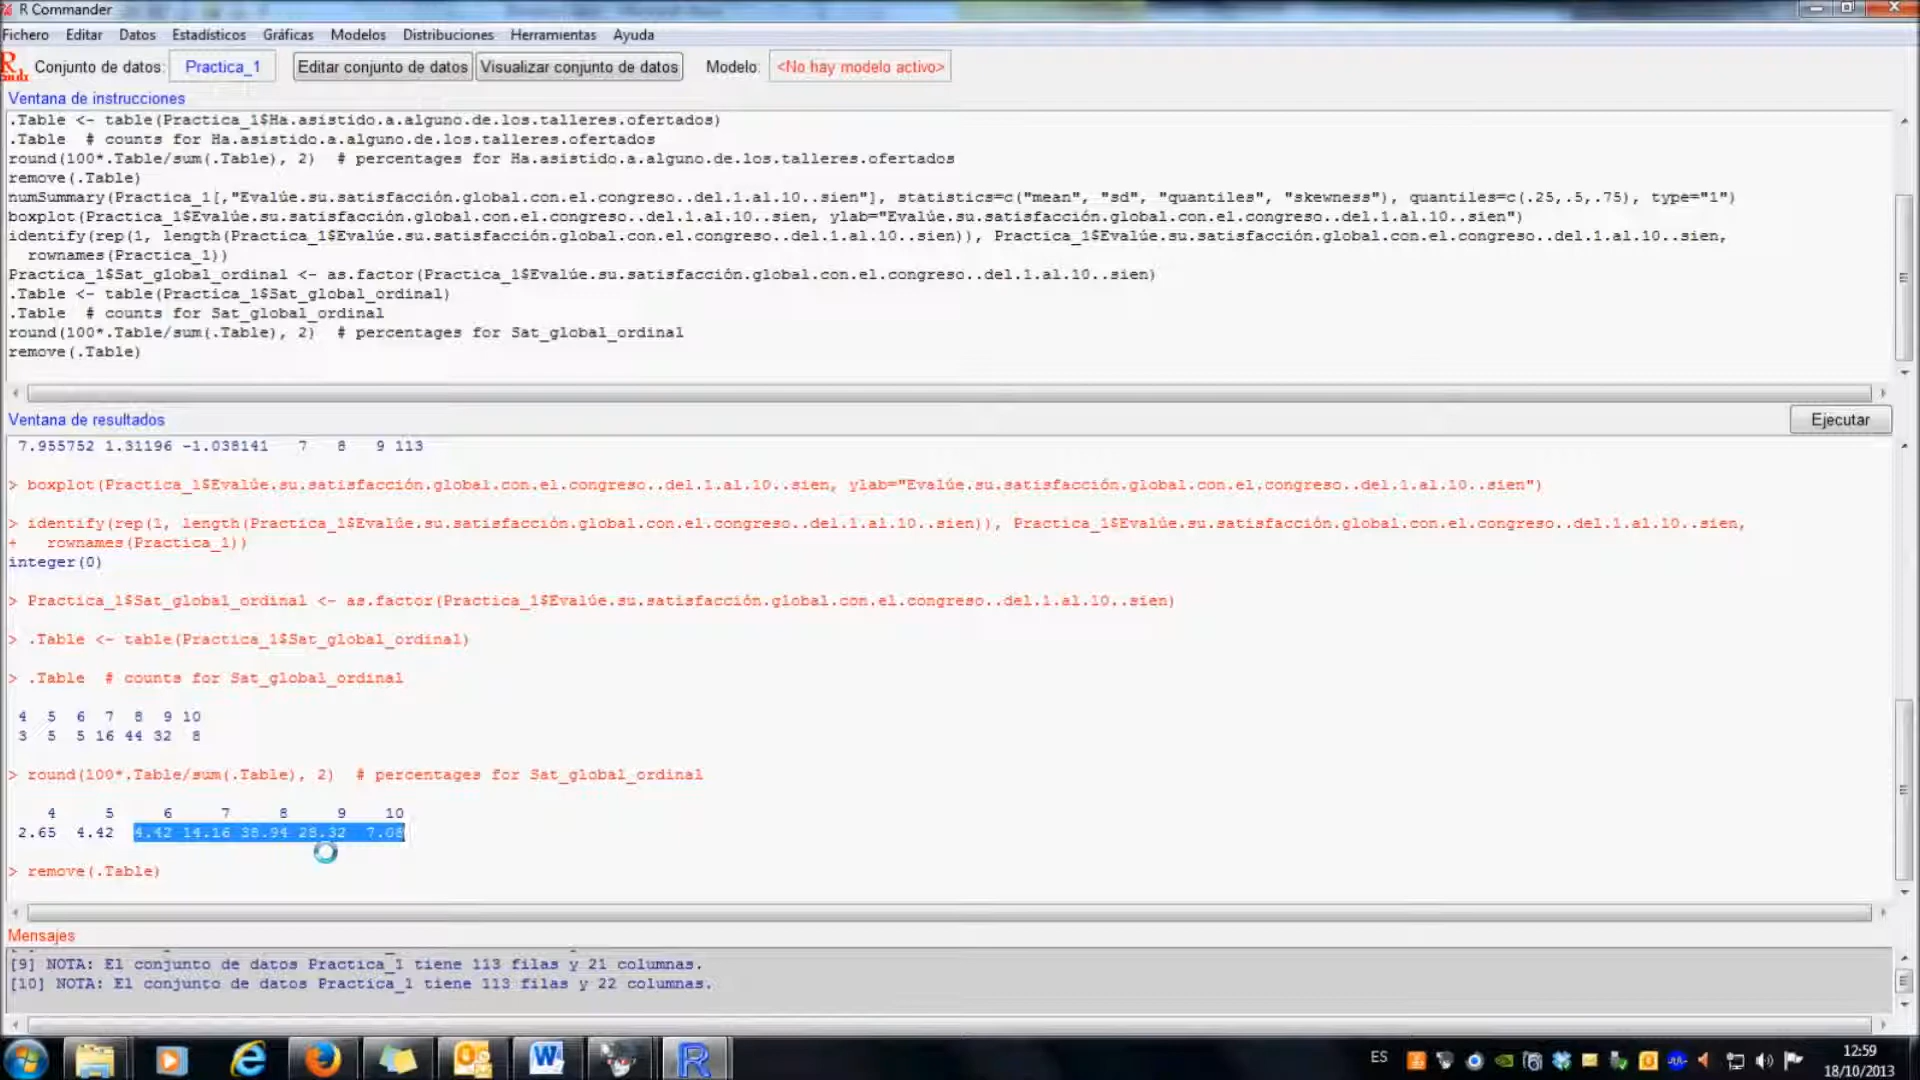 R Commander
Fichero Editar Datos Estadísticos Gráficas Modelos Distribuciones Herramientas Ayuda
Conjunto de datos: Practica_1 Editar conjunto de datos Visualizar conjunto de datos Modelo: <No hay modelo activo>
Ventana de instrucciones
.Table <- table(Practica_1$Ha.asistido.a.alguno.de.los.talleres.ofertados)
.Table  # counts for Ha.asistido.a.alguno.de.los.talleres.ofertados
round(100*.Table/sum(.Table), 2)  # percentages for Ha.asistido.a.alguno.de.los.talleres.ofertados
remove(.Table)
numSummary(Practica_1[,"Evalúe.su.satisfacción.global.con.el.congreso..del.1.al.10..sien"], statistics=c("mean", "sd", "quantiles", "skewness"), quantiles=c(.25,.5,.75), type="1")
boxplot(Practica_1$Evalúe.su.satisfacción.global.con.el.congreso..del.1.al.10..sien, ylab="Evalúe.su.satisfacción.global.con.el.congreso..del.1.al.10..sien")
identify(rep(1, length(Practica_1$Evalúe.su.satisfacción.global.con.el.congreso..del.1.al.10..sien)), Practica_1$Evalúe.su.satisfacción.global.con.el.congreso..del.1.al.10..sien,
rownames(Practica_1))
Practica_1$Sat_global_ordinal <- as.factor(Practica_1$Evalúe.su.satisfacción.global.con.el.congreso..del.1.al.10..sien)
.Table <- table(Practica_1$Sat_global_ordinal)
.Table  # counts for Sat_global_ordinal
round(100*.Table/sum(.Table), 2)  # percentages for Sat_global_ordinal
remove(.Table)
Ventana de resultados
Ejecutar
7.955752 1.31196 -1.038141 7 8 9 113
> boxplot(Practica_1$Evalúe.su.satisfacción.global.con.el.congreso..del.1.al.10..sien, ylab="Evalúe.su.satisfacción.global.con.el.congreso..del.1.al.10..sien")
> identify(rep(1, length(Practica_1$Evalúe.su.satisfacción.global.con.el.congreso..del.1.al.10..sien)), Practica_1$Evalúe.su.satisfacción.global.con.el.congreso..del.1.al.10..sien,
+ rownames(Practica_1))
integer(0)
> Practica_1$Sat_global_ordinal <- as.factor(Practica_1$Evalúe.su.satisfacción.global.con.el.congreso..del.1.al.10..sien)
> .Table <- table(Practica_1$Sat_global_ordinal)
> .Table  # counts for Sat_global_ordinal
4 5 6 7 8 9 10
3 5 5 16 44 32 8
> round(100*.Table/sum(.Table), 2)  # percentages for Sat_global_ordinal
4 5 6 7 8 9 10
2.65 4.42 4.42 14.16 38.94 28.32 7.08
> remove(.Table)
Mensajes
[9] NOTA: El conjunto de datos Practica_1 tiene 113 filas y 21 columnas.
[10] NOTA: El conjunto de datos Practica_1 tiene 113 filas y 22 columnas.
ES
12:59
18/10/2013